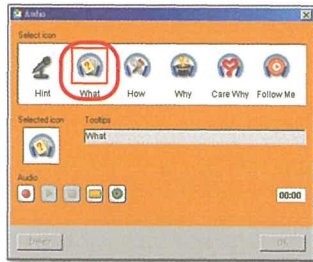 Audio
Select icon
Hint What How Why Care Why Follow Me
Selected icon Tooltips
What
Audio
00:00
Delete OK